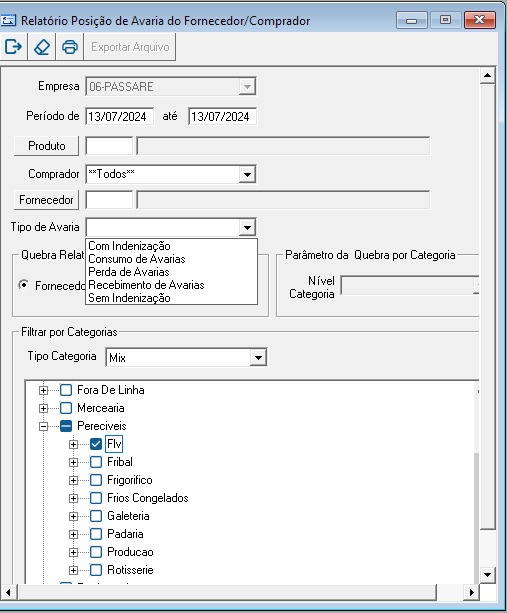 Relatório Posição de Avaria do Fornecedor/Comprador
Exportar Arquivo
Empresa 06-PASSARE
Período de 13/07/2024 até 13/07/2024
Produto
Comprador **Todos**
Fornecedor
Tipo de Avaria
Com Indenização
Consumo de Avarias
Perda de Avarias
Recebimento de Avarias
Sem Indenização
Quebra Relat
Fornecedo
Parâmetro da Quebra por Categoria
Nível
Categoria
Filtrar por Categorias
Tipo Categoria Mix
Fora De Linha
Mercearia
Pereciveis
Flv
Fribal
Frigorifico
Frios Congelados
Galeteria
Padaria
Producao
Rotisserie